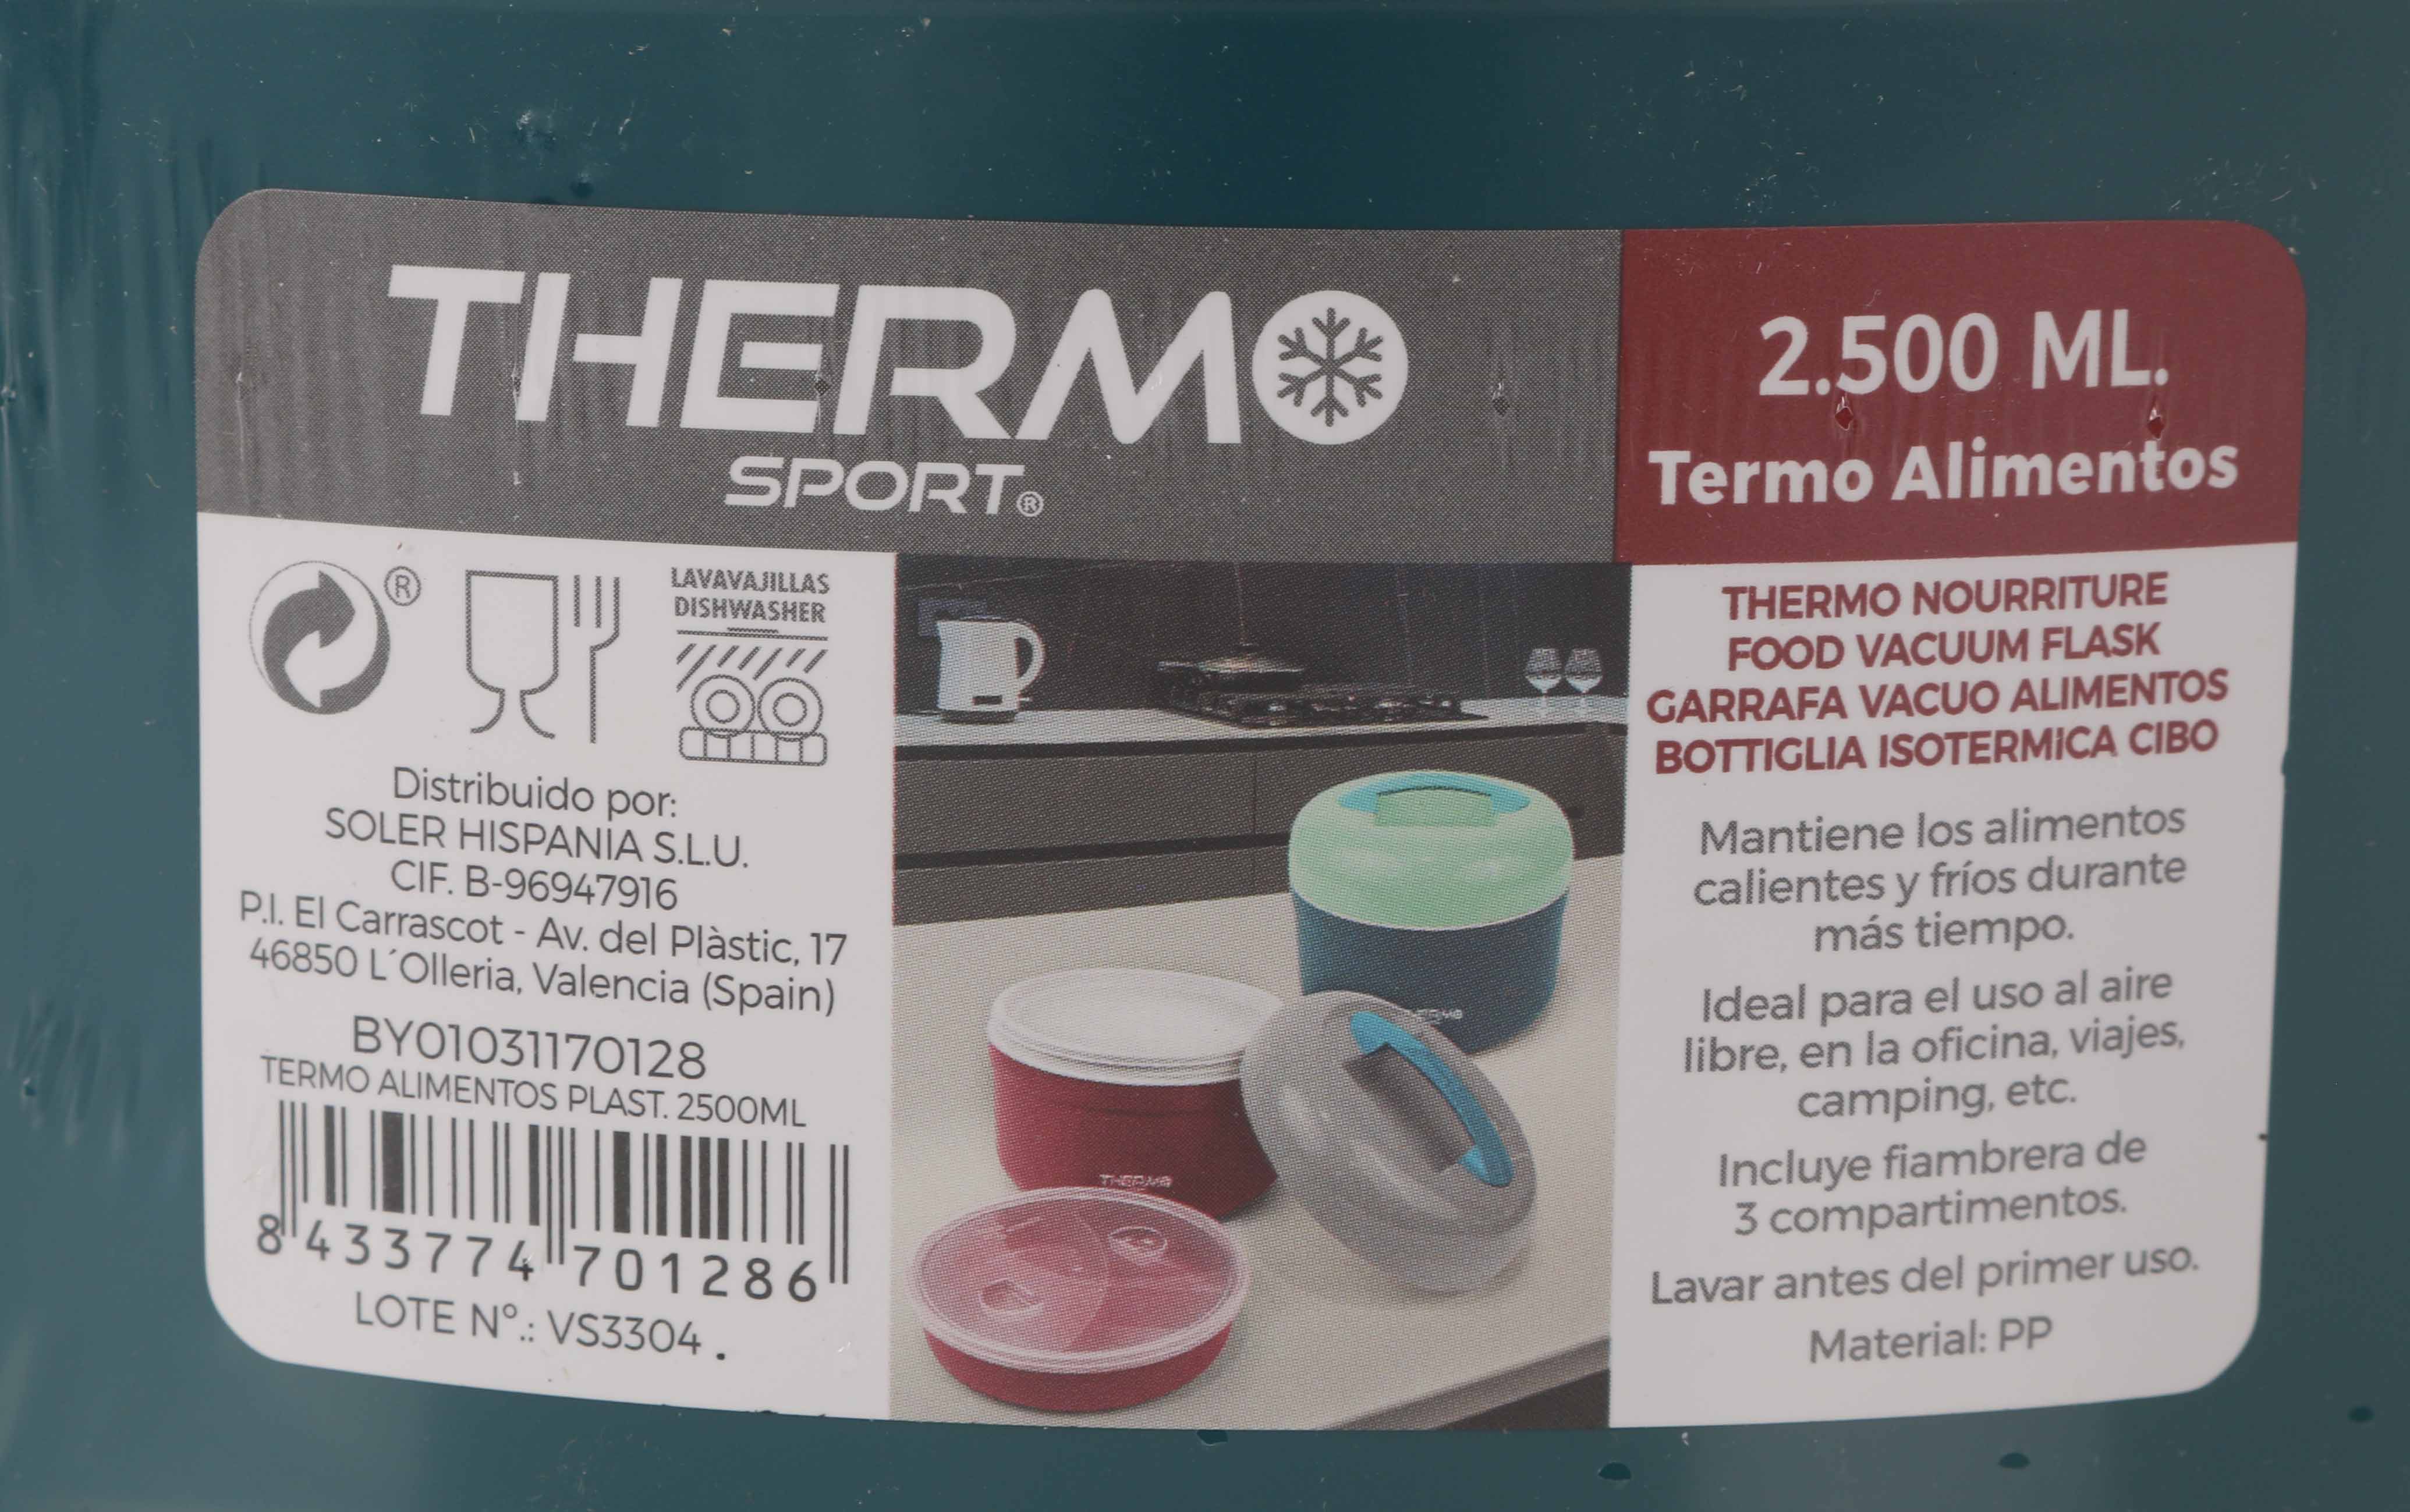 THERMO
SPORT®
2.500 ML.
Termo Alimentos
®
LAVAVAJILLAS
DISHWASHER
Distribuido por:
SOLER HISPANIA S.L.U.
CIF. B-96947916
P.I. El Carrascot - Av. del Plàstic, 17
46850 L´Olleria, Valencia (Spain)
BY01031170128
TERMO ALIMENTOS PLAST. 2500ML
8 433774 701286
LOTE Nº.: VS3304 .
THERMO
THERMO
THERMO NOURRITURE
FOOD VACUUM FLASK
GARRAFA VACUO ALIMENTOS
BOTTIGLIA ISOTERMICA CIBO
Mantiene los alimentos
calientes y fríos durante
más tiempo.
Ideal para el uso al aire
libre, en la oficina, viajes,
camping, etc.
Incluye fiambrera de
3 compartimentos.
Lavar antes del primer uso.
Material: PP